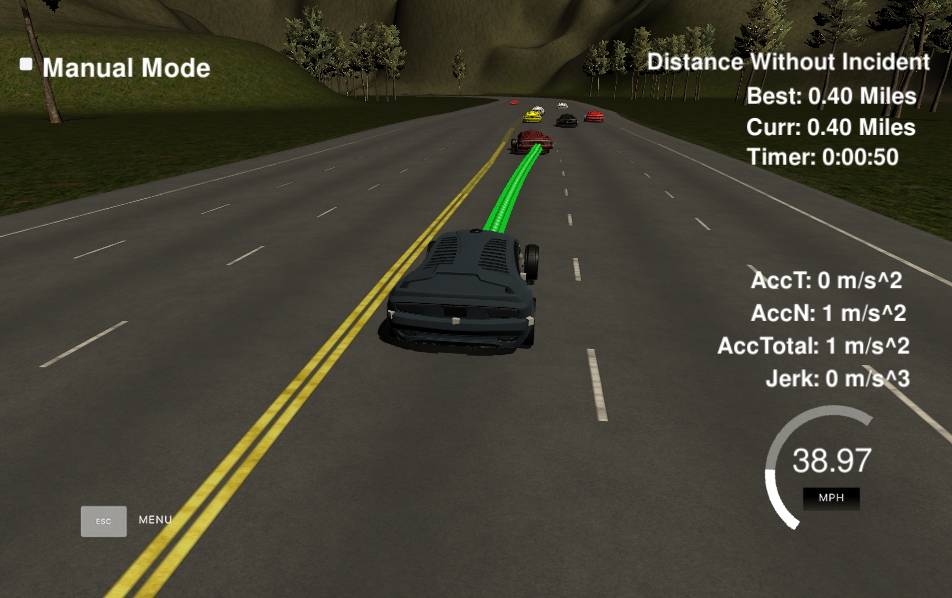 Manual Mode
Distance Without Incident
Best: 0.40 Miles
Curr: 0.40 Miles
Timer: 0:00:50
AccT: 0 m/s^2
AccN: 1 m/s^2
AccTotal: 1 m/s^2
Jerk: 0 m/s^3
38.97
MPH
ESC MENU